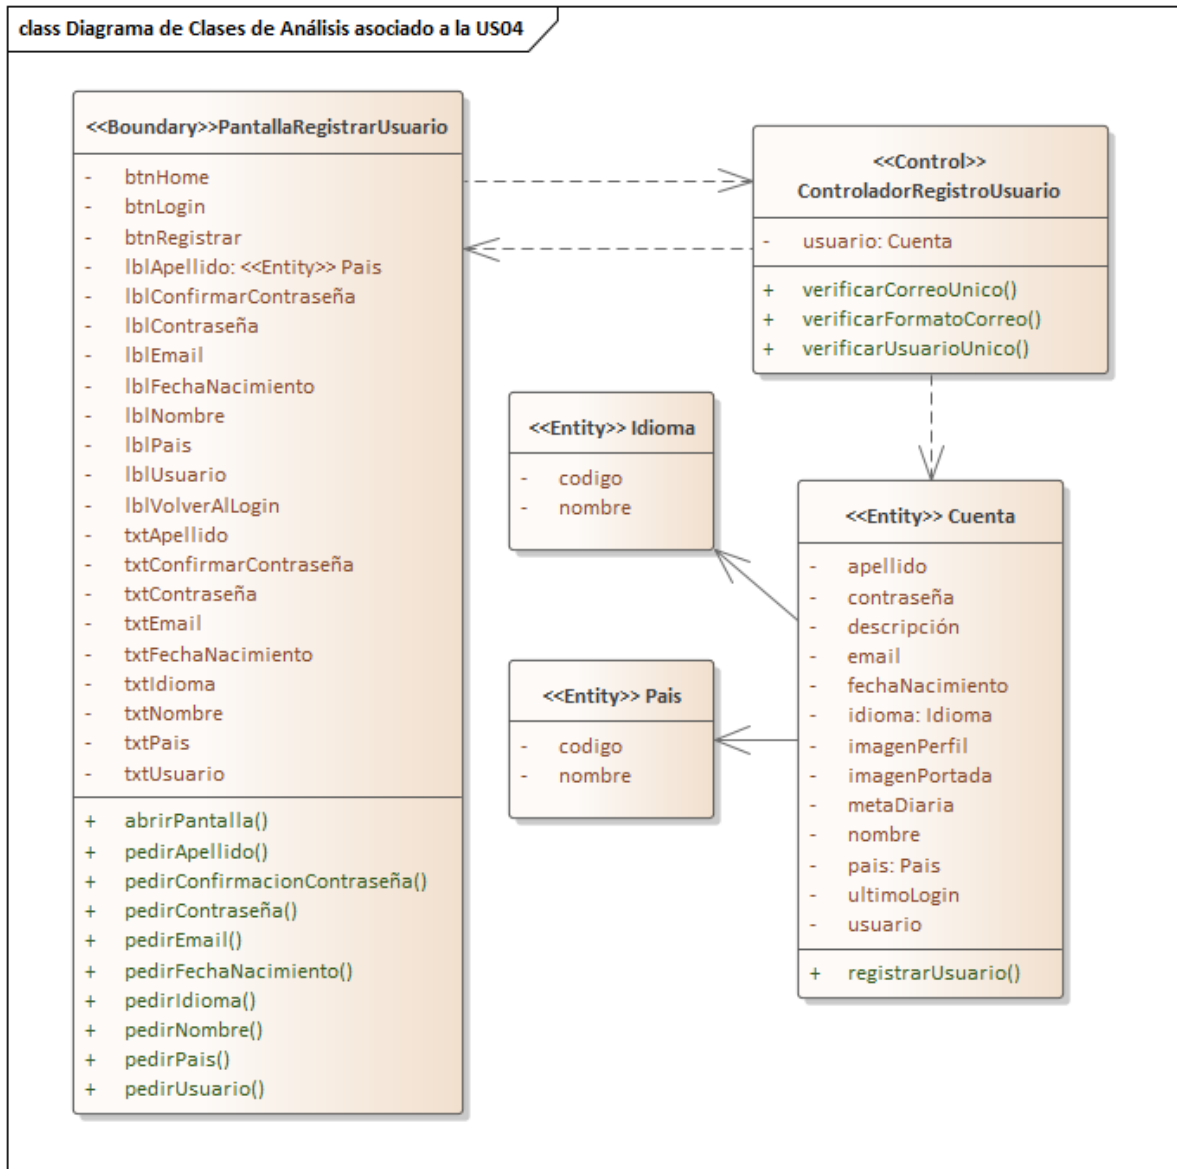 class Diagrama de Clases de Análisis asociado a la US04
<<Boundary>>PantallaRegistrarUsuario
- btnHome
- btnLogin
- btnRegistrar
- lblApellido: <<Entity>> Pais
- lblConfirmarContraseña
- lblContraseña
- lblEmail
- lblFechaNacimiento
- lblNombre
- lblPais
- lblUsuario
- lblVolverAlLogin
- txtApellido
- txtConfirmarContraseña
- txtContraseña
- txtEmail
- txtFechaNacimiento
- txtIdioma
- txtNombre
- txtPais
- txtUsuario
+ abrirPantalla()
+ pedirApellido()
+ pedirConfirmacionContraseña()
+ pedirContraseña()
+ pedirEmail()
+ pedirFechaNacimiento()
+ pedirIdioma()
+ pedirNombre()
+ pedirPais()
+ pedirUsuario()
<<Control>>
ControladorRegistroUsuario
- usuario: Cuenta
+ verificarCorreoUnico()
+ verificarFormatoCorreo()
+ verificarUsuarioUnico()
<<Entity>> Idioma
- codigo
- nombre
<<Entity>> Pais
- codigo
- nombre
<<Entity>> Cuenta
- apellido
- contraseña
- descripción
- email
- fechaNacimiento
- idioma: Idioma
- imagenPerfil
- imagenPortada
- metaDiaria
- nombre
- pais: Pais
- ultimoLogin
- usuario
+ registrarUsuario()